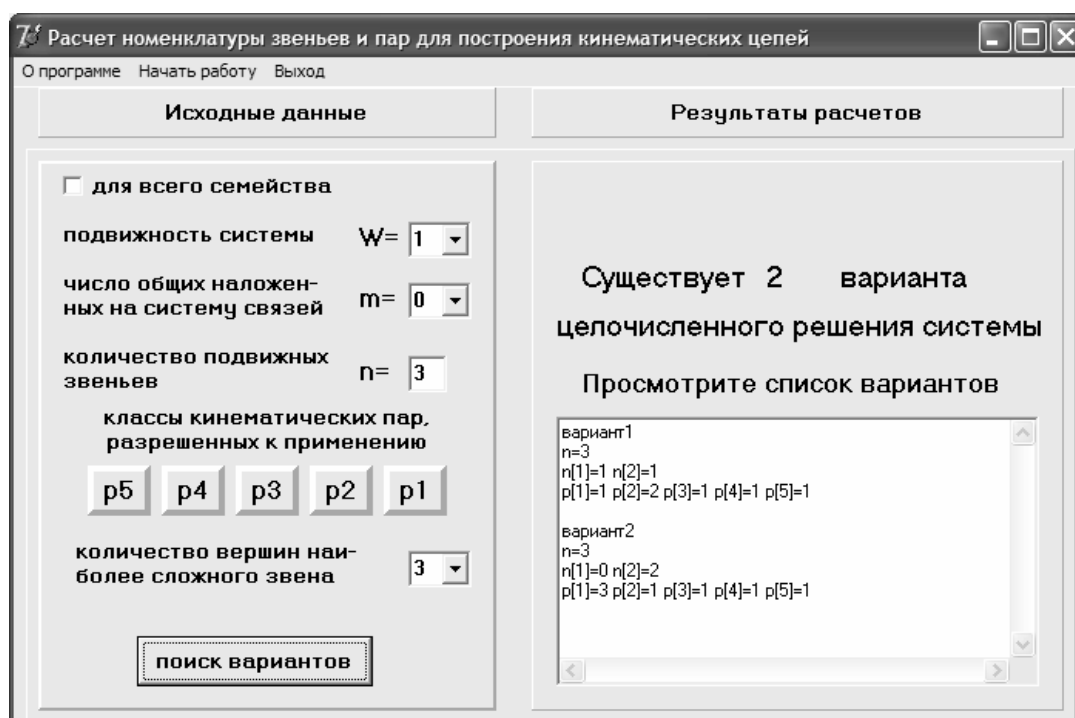 Расчет номенклатуры звеньев и пар для построения кинематических цепей
О программе Начать работу Выход
Исходные данные
для всего семейства
подвижность системы W= 1
число общих наложен-
ных на систему связей m= 0
количество подвижных
звеньев n= 3
классы кинематических пар,
разрешенных к применению
p5 p4 p3 p2 p1
количество вершин наи-
более сложного звена 3
поиск вариантов
Результаты расчетов
Существует 2 варианта
целочисленного решения системы
Просмотрите список вариантов
вариант1
n=3
n[1]=1 n[2]=1
p[1]=1 p[2]=2 p[3]=1 p[4]=1 p[5]=1
вариант2
n=3
n[1]=0 n[2]=2
p[1]=3 p[2]=1 p[3]=1 p[4]=1 p[5]=1